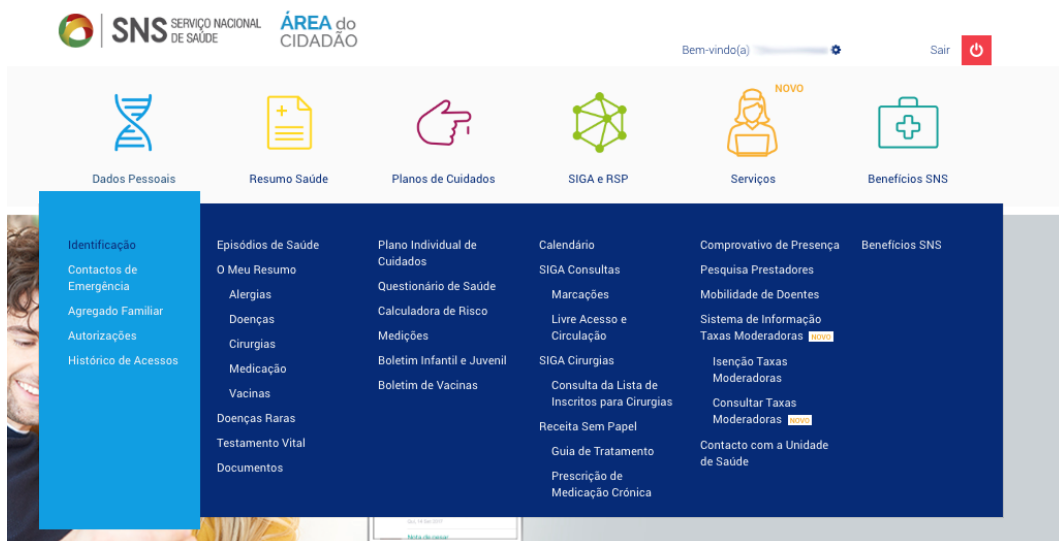 SNS SERVIÇO NACIONAL
DE SAÚDE
ÁREA do
CIDADÃO
Bem-vindo(a)
Sair
NOVO
Dados Pessoais
Resumo Saúde
Planos de Cuidados
SIGA e RSP
Serviços
Benefícios SNS
Identificação
Contactos de
Emergência
Agregado Familiar
Autorizações
Histórico de Acessos
Episódios de Saúde
O Meu Resumo
Alergias
Doenças
Cirurgias
Medicação
Vacinas
Doenças Raras
Testamento Vital
Documentos
Plano Individual de
Cuidados
Questionário de Saúde
Calculadora de Risco
Medições
Boletim Infantil e Juvenil
Boletim de Vacinas
Calendário
SIGA Consultas
Marcações
Livre Acesso e
Circulação
SIGA Cirurgias
Consulta da Lista de
Inscritos para Cirurgias
Receita Sem Papel
Guia de Tratamento
Prescrição de
Medicação Crónica
Comprovativo de Presença
Pesquisa Prestadores
Mobilidade de Doentes
Sistema de Informação
Taxas Moderadoras NOVO
Isenção Taxas
Moderadoras
Consultar Taxas
Moderadoras NOVO
Contacto com a Unidade
de Saúde
Benefícios SNS